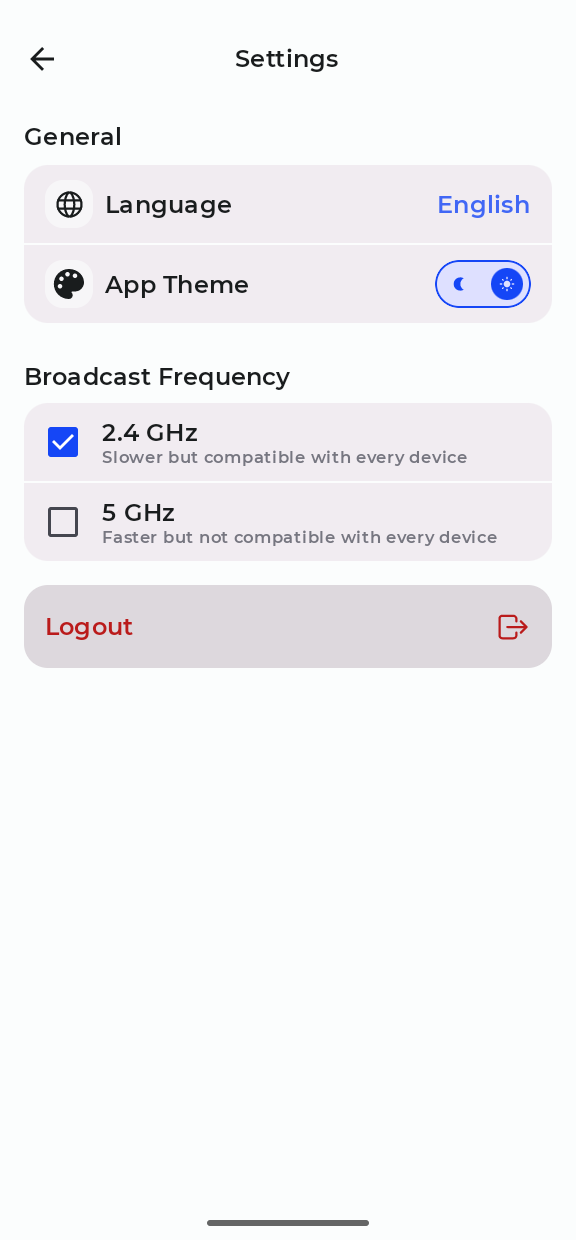 Settings
General
Language
English
App Theme
Broadcast Frequency
2.4 GHz
Slower but compatible with every device
5 GHz
Faster but not compatible with every device
Logout